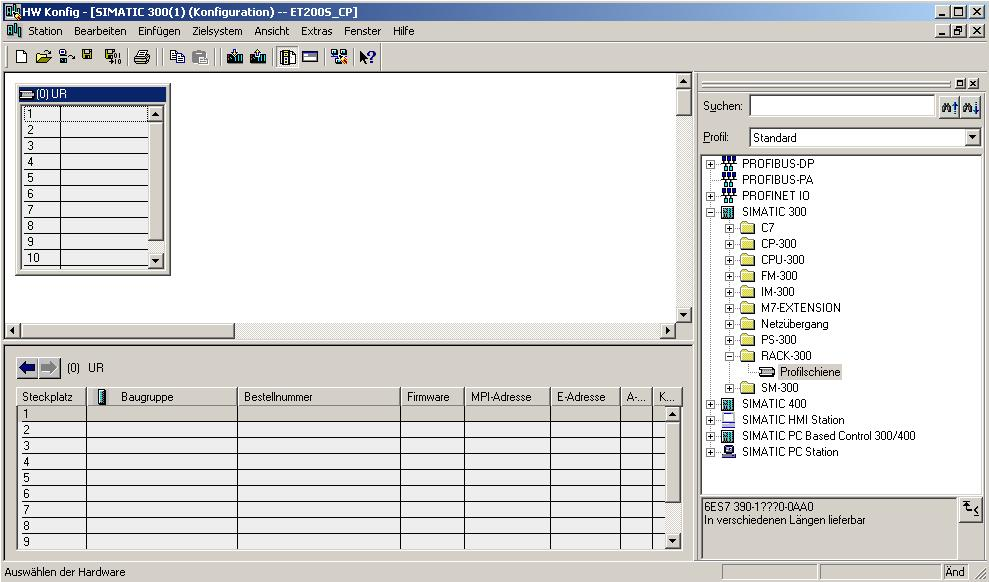 HW Konfig - [SIMATIC 300(1) (Konfiguration) -- ET200S_CP]
Station Bearbeiten Einfügen Zielsystem Ansicht Extras Fenster Hilfe
(0) UR
1
2
3
4
5
6
7
8
9
10
Suchen:
Profil: Standard
PROFIBUS-DP
PROFIBUS-PA
PROFINET IO
SIMATIC 300
C7
CP-300
CPU-300
FM-300
IM-300
M7-EXTENSION
Netzübergang
PS-300
RACK-300
Profilschiene
SM-300
SIMATIC 400
SIMATIC HMI Station
SIMATIC PC Based Control 300/400
SIMATIC PC Station
6ES7 390-1???0-0AA0
In verschiedenen Längen lieferbar
(0) UR
Steckplatz Baugruppe Bestellnummer Firmware MPI-Adresse E-Adresse A-... K...
1
2
3
4
5
6
7
8
9
Auswählen der Hardware Änd